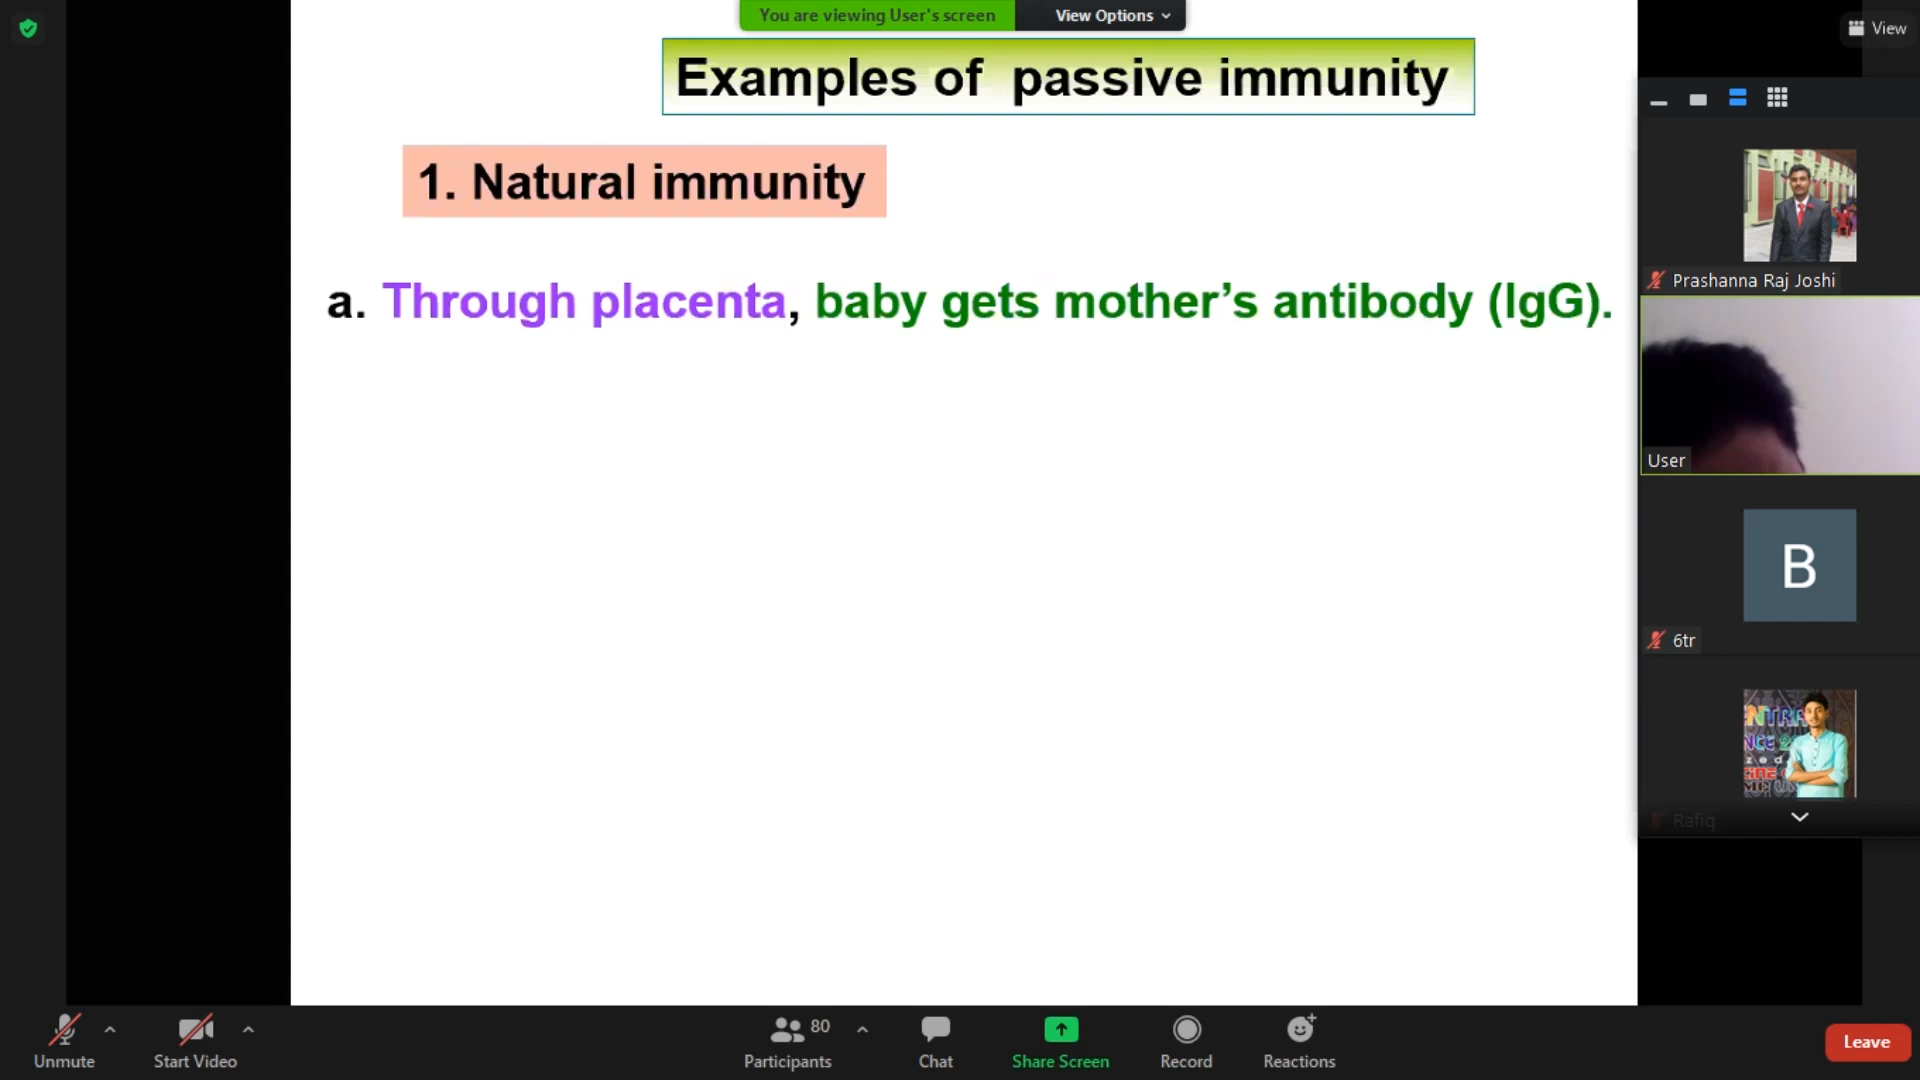 You are viewing User's screen
View Options
View
Examples of passive immunity
1. Natural immunity
a. Through placenta, baby gets mother's antibody (IgG).
Prashanna Raj Joshi
User
B
6tr
Rafiq
Unmute
Start Video
80
Participants
Chat
Share Screen
Record
Reactions
Leave